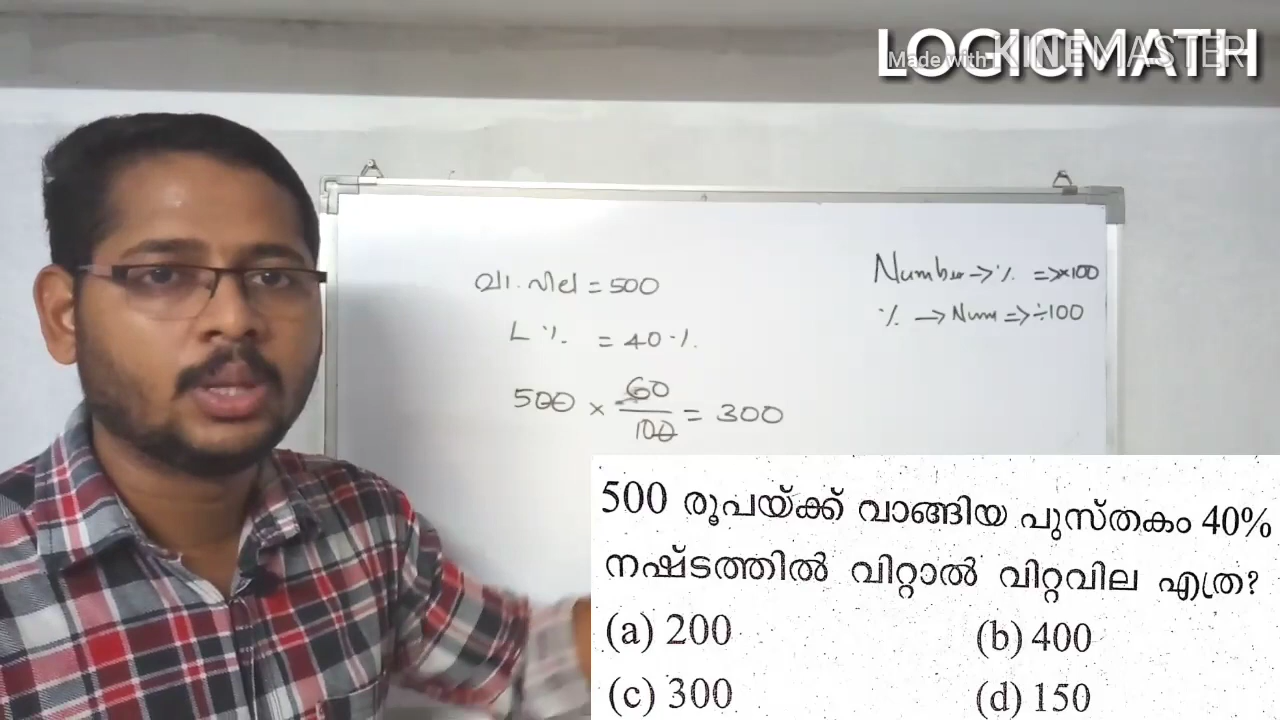 LOGICMATH
Made with KINEMASTER
വാ.വില = 500
L % = 40%
500 × 60/100 = 300
Number → % => ×100
% → Num => ÷100
500 രൂപയ്ക്ക് വാങ്ങിയ പുസ്തകം 40%
നഷ്ടത്തിൽ വിറ്റാൽ വിറ്റവില എത്ര?
(a) 200 (b) 400
(c) 300 (d) 150